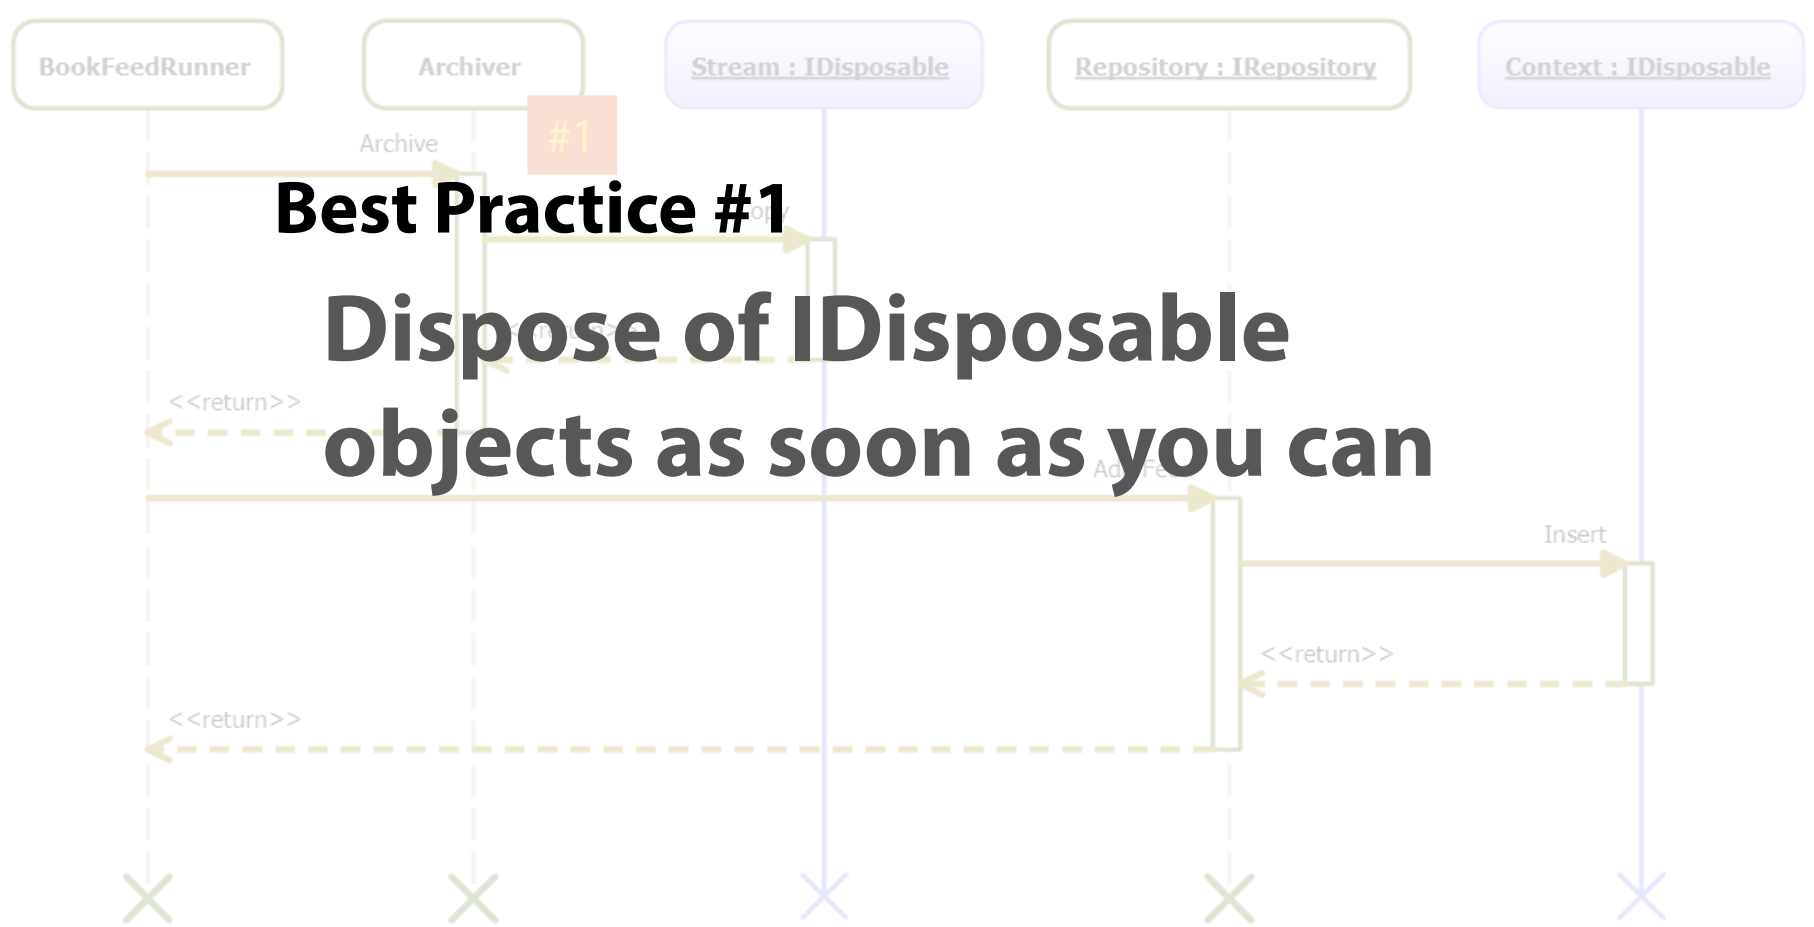 BookFeedRunner
Archiver
Stream : IDisposable
Repository : IRepository
Context : IDisposable
#1
Archive
Best Practice #1
Dispose of IDisposable
<<return>>
objects as soon as you can
Insert
<<return>>
<<return>>